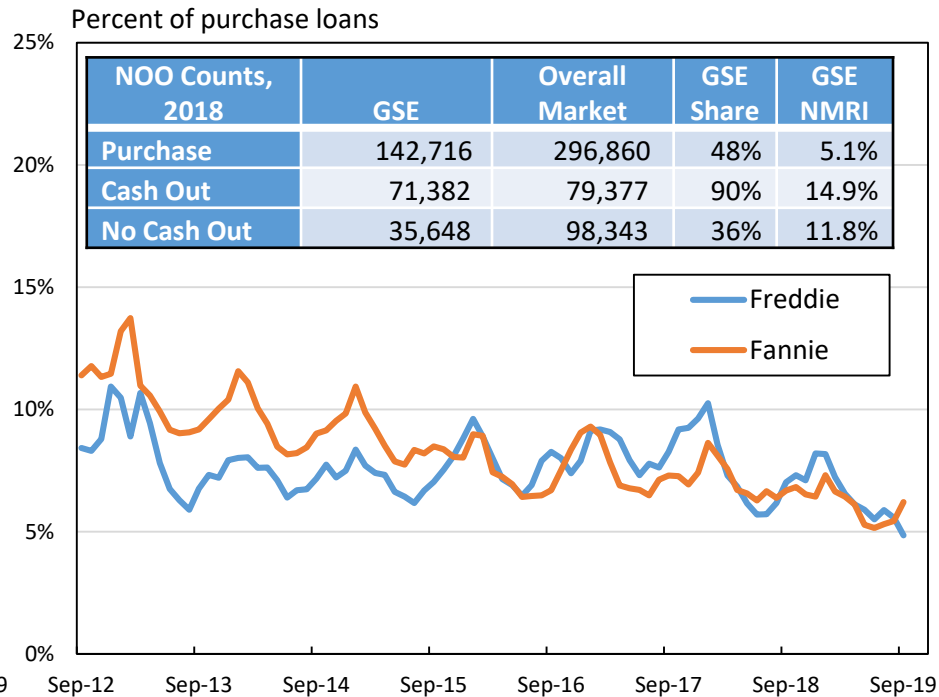 Percent of purchase loans
25%
20%
15%
10%
5%
0%
NOO Counts, 2018 GSE Overall Market GSE Share GSE NMRI
Purchase 142,716 296,860 48% 5.1%
Cash Out 71,382 79,377 90% 14.9%
No Cash Out 35,648 98,343 36% 11.8%
Freddie
Fannie
9 Sep-12 Sep-13 Sep-14 Sep-15 Sep-16 Sep-17 Sep-18 Sep-19